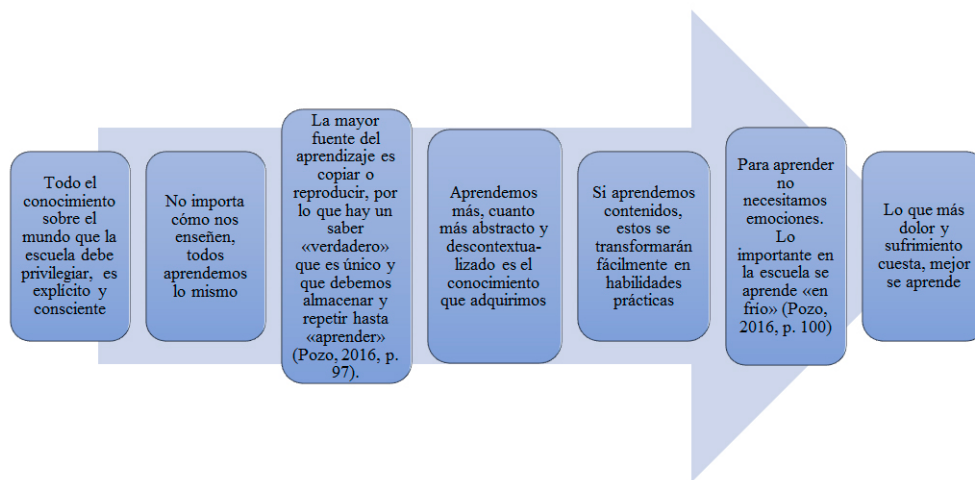 Todo el
conocimiento
sobre el
mundo que la
escuela debe
privilegiar, es
explícito y
consciente
No importa
cómo nos
enseñen,
todos
aprendemos
lo mismo
La mayor
fuente del
aprendizaje es
copiar o
reproducir, por
lo que hay un
saber
«verdadero»
que es único y
que debemos
almacenar y
repetir hasta
«aprender»
(Pozo, 2016, p.
97).
Aprendemos
más, cuanto
más abstracto y
descontextua-
lizado es el
conocimiento
que adquirimos
Si aprendemos
contenidos,
estos se
transformarán
fácilmente en
habilidades
prácticas
Para aprender
no
necesitamos
emociones.
Lo
importante en
la escuela se
aprende «en
frío» (Pozo,
2016, p. 100)
Lo que más
dolor y
sufrimiento
cuesta, mejor
se aprende